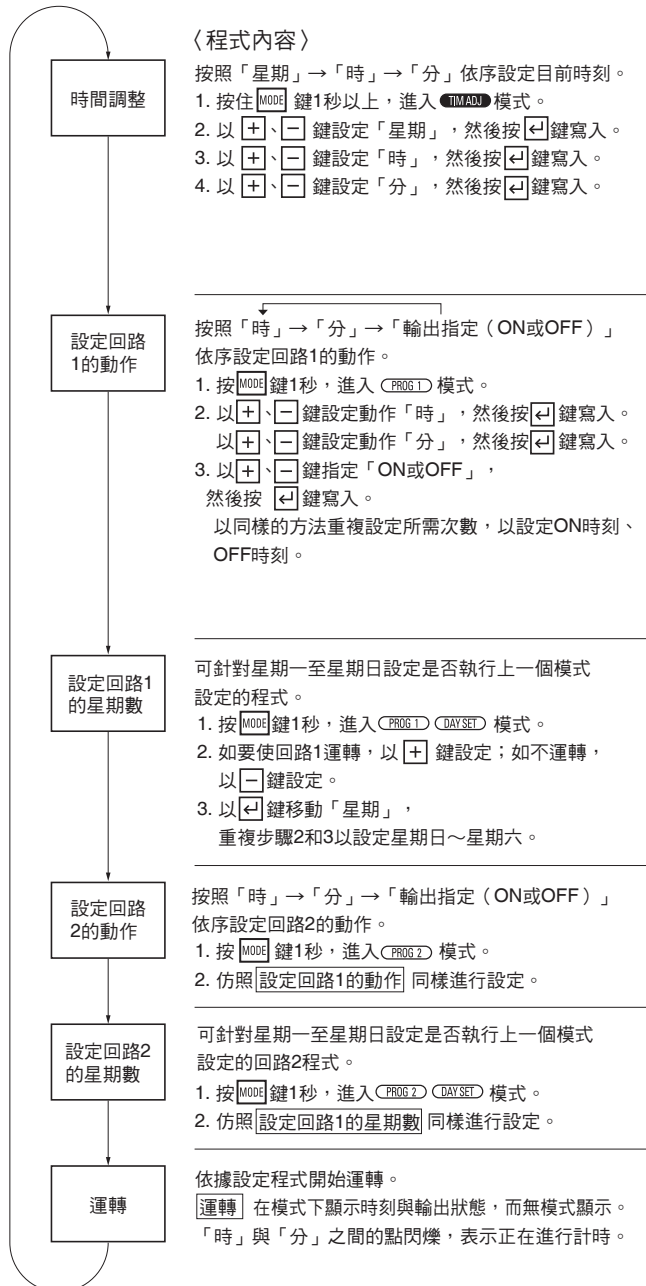 〈程式內容〉
時間調整
按照「星期」→「時」→「分」依序設定目前時刻。
1. 按住 MODE 鍵1秒以上，進入 TIM ADJ 模式。
2. 以 + 、 − 鍵設定「星期」，然後按 ↵ 鍵寫入。
3. 以 + 、 − 鍵設定「時」，然後按 ↵ 鍵寫入。
4. 以 + 、 − 鍵設定「分」，然後按 ↵ 鍵寫入。
設定回路
1的動作
按照「時」→「分」→「輸出指定（ON或OFF）」
依序設定回路1的動作。
1. 按 MODE 鍵1秒，進入 PROG 1 模式。
2. 以 + 、 − 鍵設定動作「時」，然後按 ↵ 鍵寫入。
以 + 、 − 鍵設定動作「分」，然後按 ↵ 鍵寫入。
3. 以 + 、 − 鍵指定「ON或OFF」，
然後按 ↵ 鍵寫入。
以同樣的方法重複設定所需次數，以設定ON時刻、
OFF時刻。
設定回路1
的星期數
可針對星期一至星期日設定是否執行上一個模式
設定的程式。
1. 按 MODE 鍵1秒，進入 PROG 1 DAY SET 模式。
2. 如要使回路1運轉，以 + 鍵設定；如不運轉，
以 − 鍵設定。
3. 以 ↵ 鍵移動「星期」，
重複步驟2和3以設定星期日～星期六。
設定回路
2的動作
按照「時」→「分」→「輸出指定（ON或OFF）」
依序設定回路2的動作。
1. 按 MODE 鍵1秒，進入 PROG 2 模式。
2. 仿照 設定回路1的動作 同樣進行設定。
設定回路2
的星期數
可針對星期一至星期日設定是否執行上一個模式
設定的回路2程式。
1. 按 MODE 鍵1秒，進入 PROG 2 DAY SET 模式。
2. 仿照 設定回路1的星期數 同樣進行設定。
運轉
依據設定程式開始運轉。
運轉 在模式下顯示時刻與輸出狀態，而無模式顯示。
「時」與「分」之間的點閃爍，表示正在進行計時。